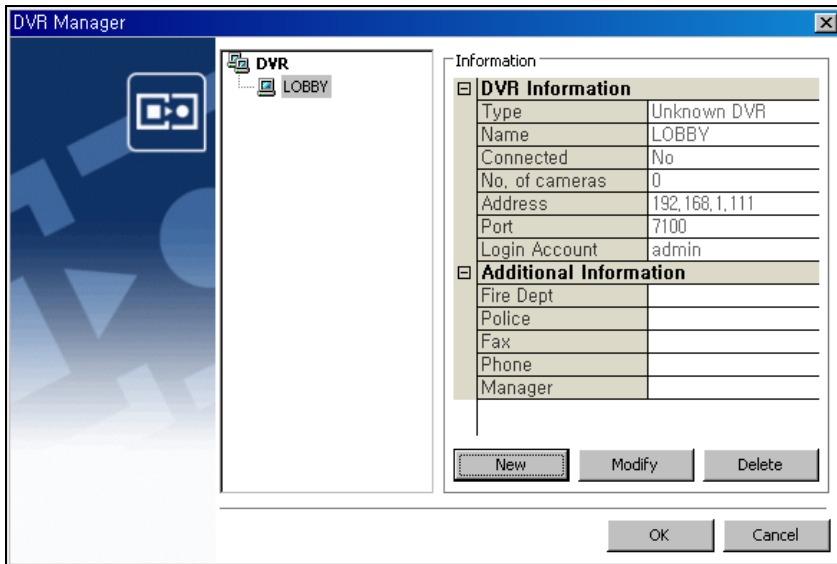 DVR Manager
DVR
LOBBY
Information
DVR Information
Type Unknown DVR
Name LOBBY
Connected No
No. of cameras 0
Address 192.168.1.111
Port 7100
Login Account admin
Additional Information
Fire Dept
Police
Fax
Phone
Manager
New Modify Delete
OK Cancel